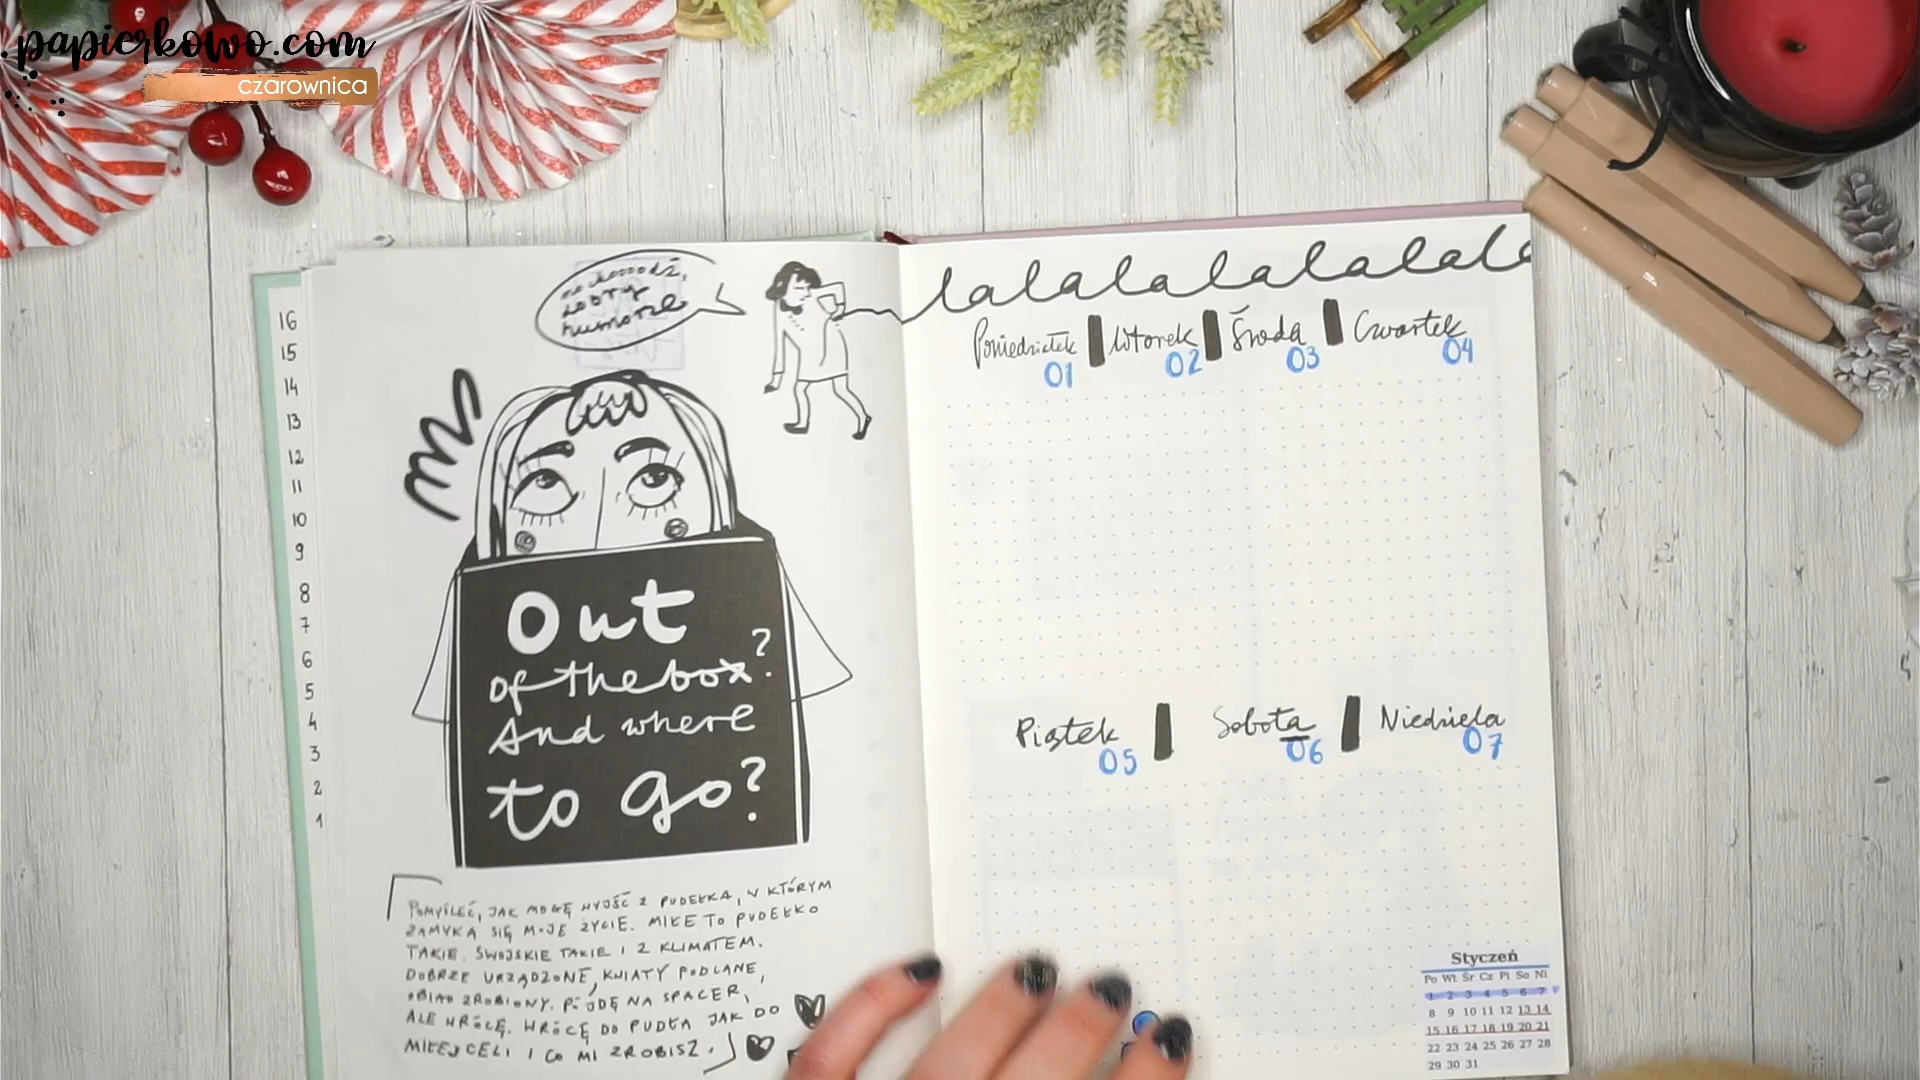 papierkowo.com
czarownica
16
15
14
13
12
11
10
9
8
7
6
5
4
3
2
1
dobry
humorze
Out
of the box?
And where
to go?
POMYŚLEĆ, JAK MOGĘ WYJŚĆ Z PUDEŁKA, W KTÓRYM
ZAMYKA SIĘ MOJE ŻYCIE. MIŁE TO PUDEŁKO
TAKIE. SWOJSKIE TAKIE I Z KLIMATEM.
DOBRZE URZĄDZONE, KWIATY PODLANE,
OBIAD ZROBIONY. PÓJDĘ NA SPACER,
ALE WRÓCĘ. WRÓCĘ DO PUDŁA JAK DO
MIŁEJ CELI I CO MI ZROBISZ.
lalalalalalala
Poniedziałek Wtorek Środa Czwartek
01 02 03 04
Piątek Sobota Niedziela
05 06 07
Styczeń
Po Wt Śr Cz Pi So Ni
1 2 3 4 5 6 7
8 9 10 11 12 13 14
15 16 17 18 19 20 21
22 23 24 25 26 27 28
29 30 31